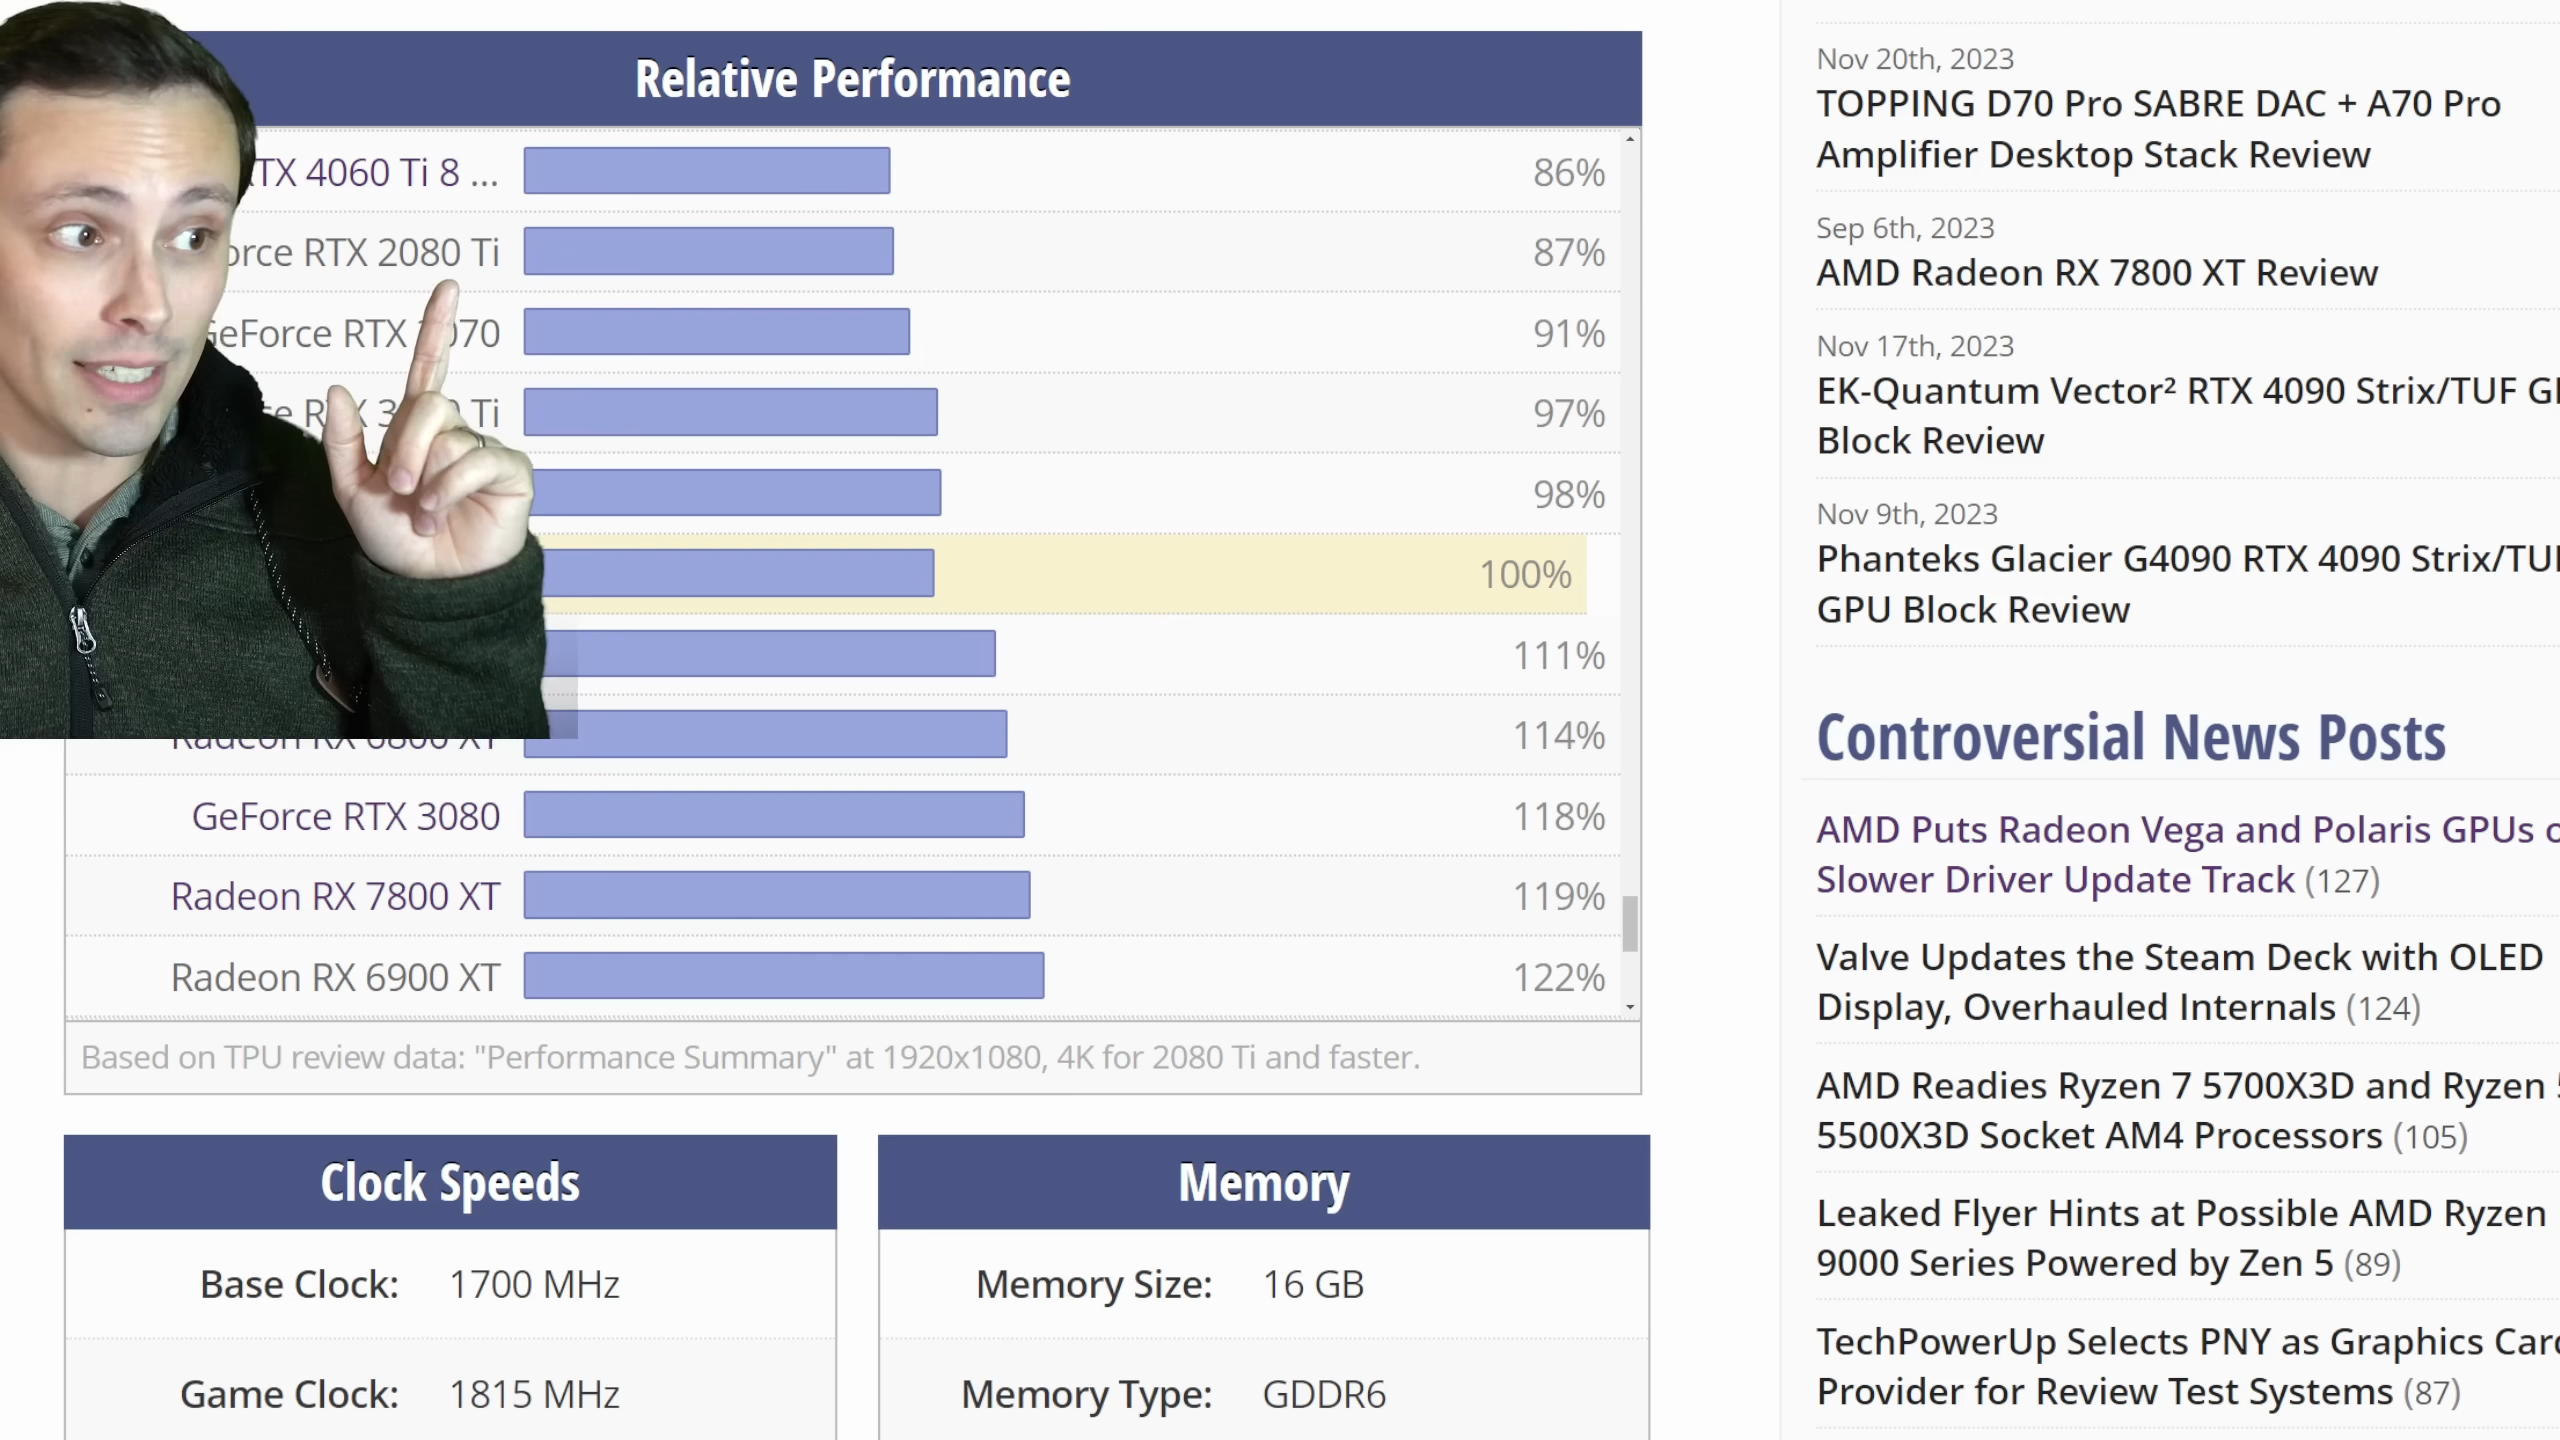 Relative Performance
TX 4060 Ti 8 ...
86%
orce RTX 2080 Ti
87%
GeForce RTX 070
91%
Ti
97%
98%
100%
111%
Radeon RX 6800 XT
114%
GeForce RTX 3080
118%
Radeon RX 7800 XT
119%
Radeon RX 6900 XT
122%
Based on TPU review data: "Performance Summary" at 1920x1080, 4K for 2080 Ti and faster.
Clock Speeds
Base Clock: 1700 MHz
Game Clock: 1815 MHz
Memory
Memory Size: 16 GB
Memory Type: GDDR6
Nov 20th, 2023
TOPPING D70 Pro SABRE DAC + A70 Pro
Amplifier Desktop Stack Review
Sep 6th, 2023
AMD Radeon RX 7800 XT Review
Nov 17th, 2023
EK-Quantum Vector² RTX 4090 Strix/TUF
Block Review
Nov 9th, 2023
Phanteks Glacier G4090 RTX 4090 Strix/TUF
GPU Block Review
Controversial News Posts
AMD Puts Radeon Vega and Polaris GPUs
Slower Driver Update Track (127)
Valve Updates the Steam Deck with OLED
Display, Overhauled Internals (124)
AMD Readies Ryzen 7 5700X3D and Ryzen
5500X3D Socket AM4 Processors (105)
Leaked Flyer Hints at Possible AMD Ryzen
9000 Series Powered by Zen 5 (89)
TechPowerUp Selects PNY as Graphics Card
Provider for Review Test Systems (87)